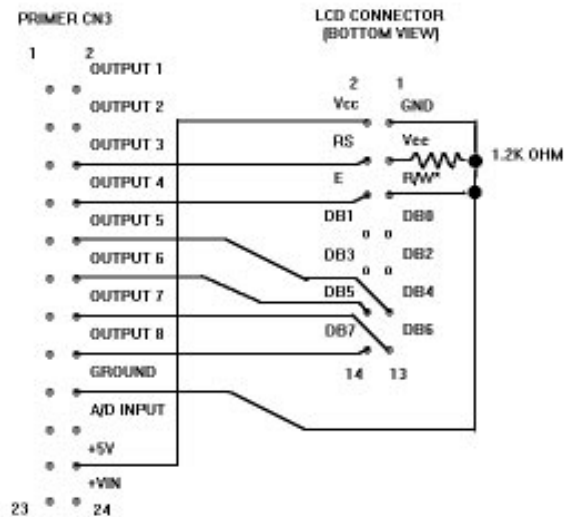 PRIMER CN3
LCD CONNECTOR
(BOTTOM VIEW)
1 2
OUTPUT 1
OUTPUT 2
OUTPUT 3
OUTPUT 4
OUTPUT 5
OUTPUT 6
OUTPUT 7
OUTPUT 8
GROUND
A/D INPUT
+5V
+VIN
23 24
2 1
Vcc GND
RS Vee
1.2K OHM
E R/W*
DB1 DB0
DB3 DB2
DB5 DB4
DB7 DB6
14 13